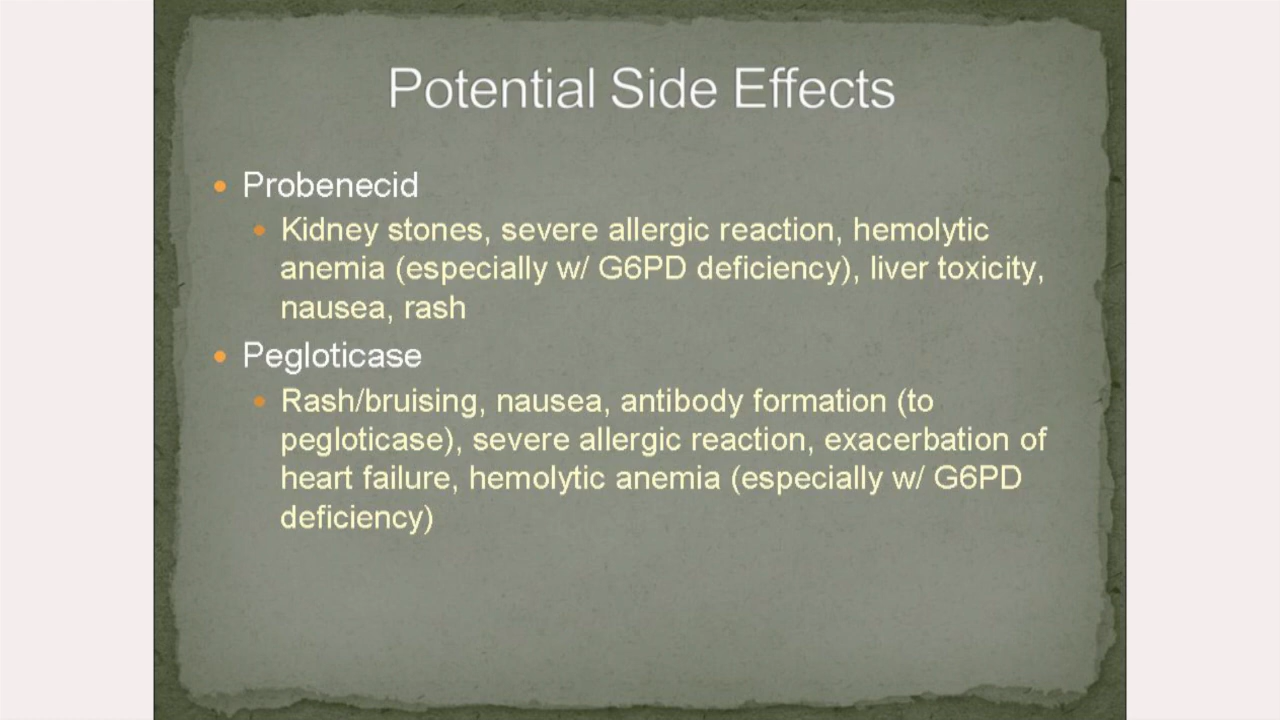 Potential Side Effects
• Probenecid
• Kidney stones, severe allergic reaction, hemolytic
anemia (especially w/ G6PD deficiency), liver toxicity,
nausea, rash
• Pegloticase
• Rash/bruising, nausea, antibody formation (to
pegloticase), severe allergic reaction, exacerbation of
heart failure, hemolytic anemia (especially w/ G6PD
deficiency)